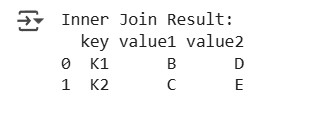 Inner Join Result:
key value1 value2
0 K1 B D
1 K2 C E